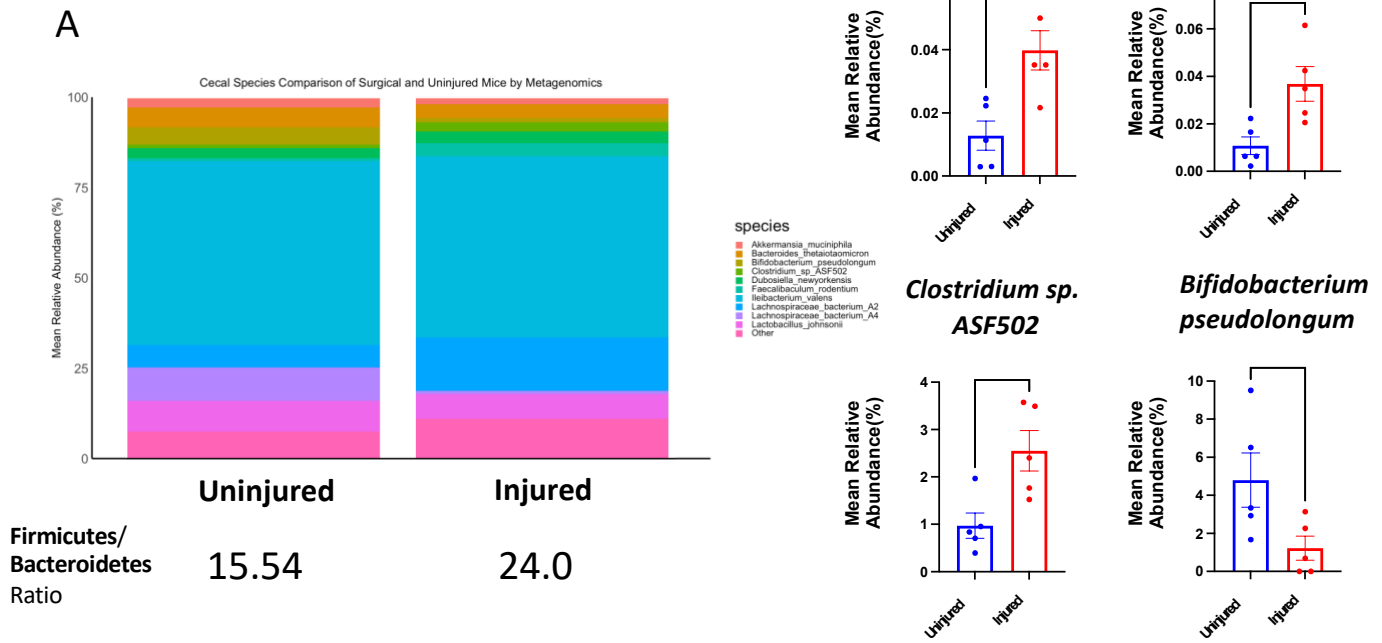 A
Cecal Species Comparison of Surgical and Uninjured Mice by Metagenomics
Mean Relative Abundance (%)
100
75
50
25
0
Uninjured
Injured
Firmicutes/
Bacteroidetes
Ratio
15.54
24.0
species
Akkermansia_muciniphila
Bacteroides_thetaiotaomicron
Bifidobacterium_pseudolongum
Clostridium_sp_ASF502
Dubosiella_newyorkensis
Faecalibaculum_rodentium
Ileibacterium_valens
Lachnospiraceae_bacterium_A2
Lachnospiraceae_bacterium_A4
Lactobacillus_johnsonii
Other
Mean Relative
Abundance(%)
0.04
0.02
0.00
Uninjured
Injured
Mean Relative
Abundance(%)
0.06
0.04
0.02
0.00
Uninjured
Injured
Clostridium sp.
ASF502
Mean Relative
Abundance(%)
4
3
2
1
0
Uninjured
Injured
Bifidobacterium
pseudolongum
Mean Relative
Abundance(%)
10
8
6
4
2
0
Uninjured
Injured